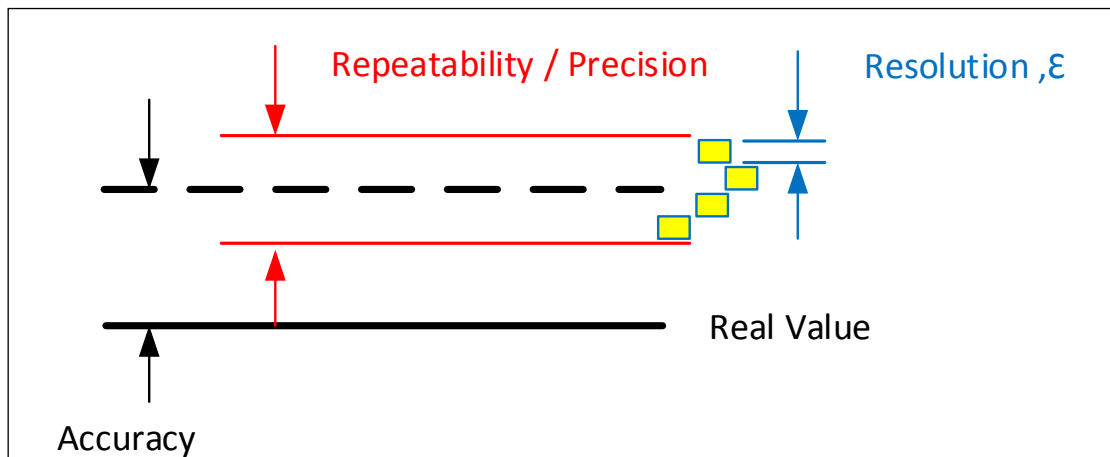 Repeatability / Precision
Resolution ,ε
Real Value
Accuracy